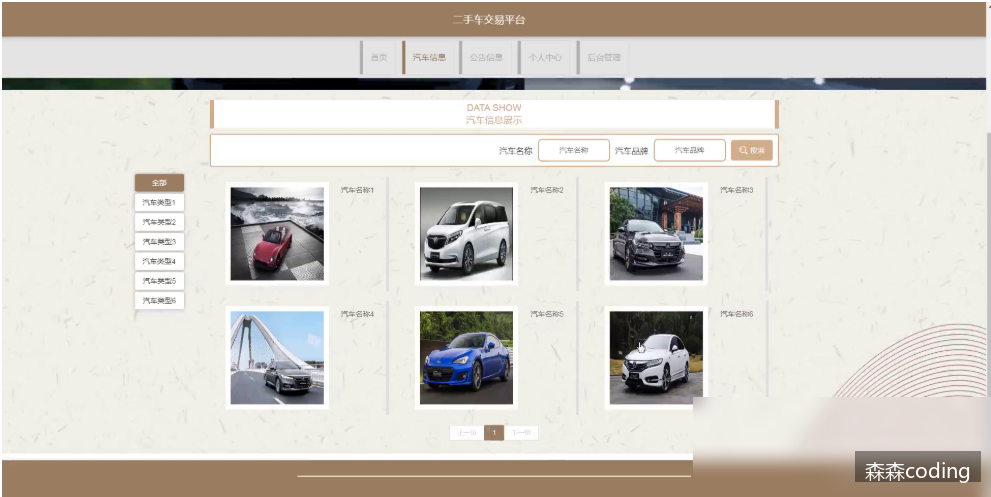 二手车交易平台
首页 汽车信息 公告信息 个人中心 后台管理
DATA SHOW
汽车信息展示
汽车名称 汽车名称 汽车品牌 汽车品牌 搜索
全部
汽车类型1
汽车类型2
汽车类型3
汽车类型4
汽车类型5
汽车类型6
汽车名称1
汽车名称2
汽车名称3
汽车名称4
汽车名称5
汽车名称6
上一页 1 下一页
森森coding